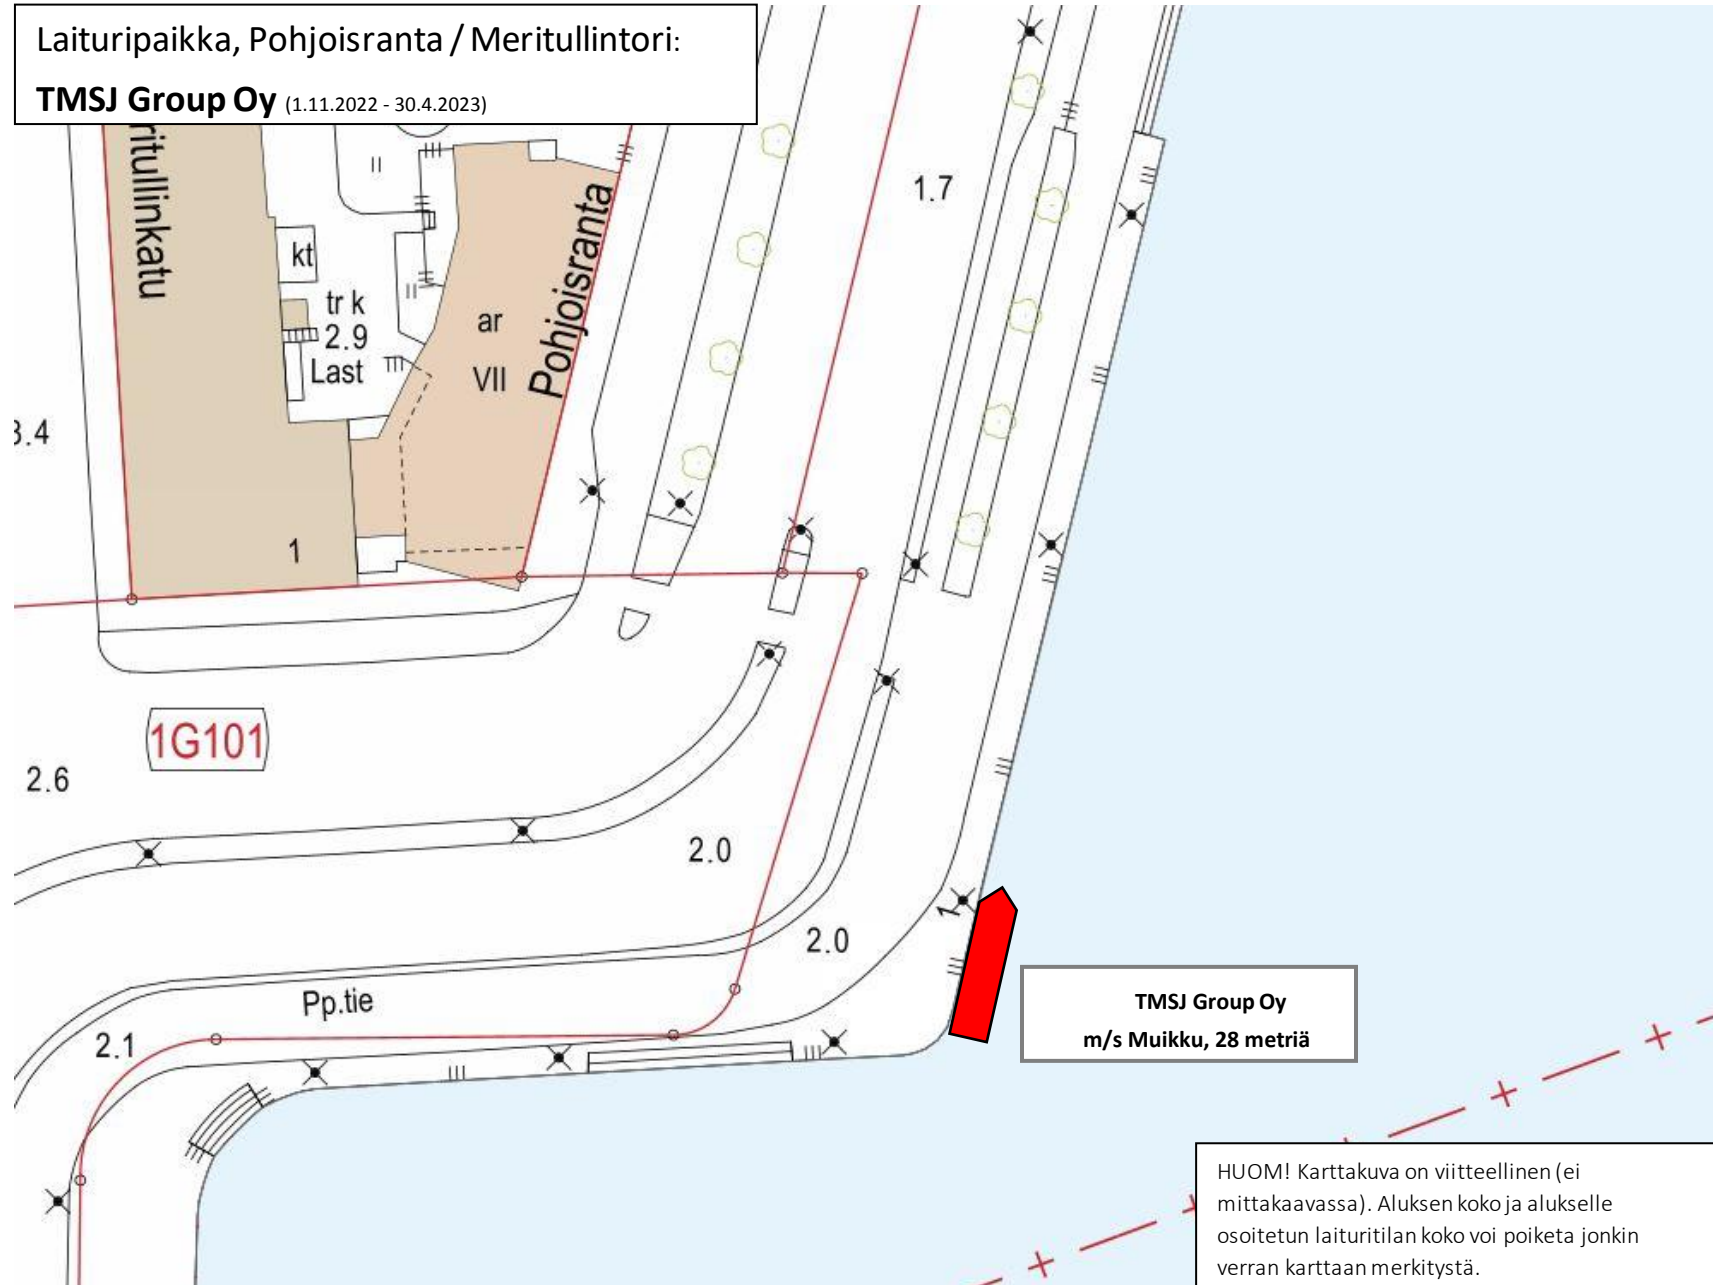 Laituripaikka, Pohjoisranta / Meritullintori:
TMSJ Group Oy (1.11.2022 - 30.4.2023)
ritullinkatu
II
kt
II
tr k
2.9
Last
ar
VII
Pohjoisranta
1.7
3.4
1
1G101
2.6
2.0
1
2.0
Pp.tie
2.1
TMSJ Group Oy
m/s Muikku, 28 metriä
HUOM! Karttakuva on viitteellinen (ei
mittakaavassa). Aluksen koko ja alukselle
osoitetun laituritilan koko voi poiketa jonkin
verran karttaan merkitystä.